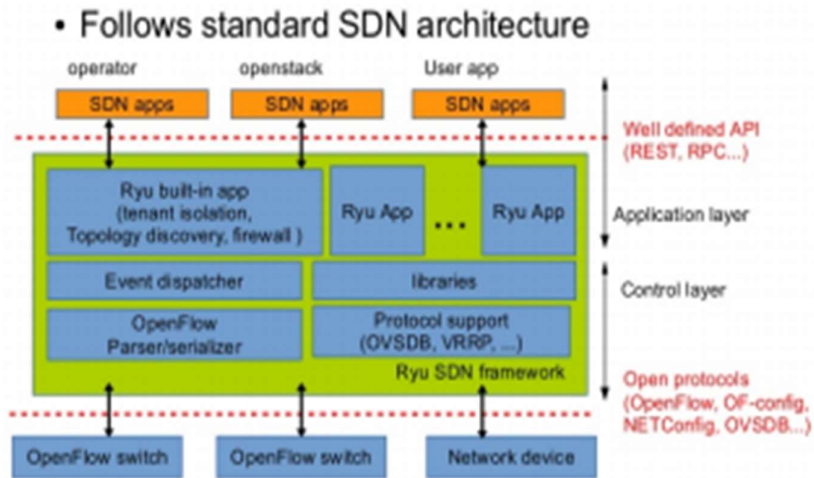 • Follows standard SDN architecture
operator
openstack
User app
SDN apps
SDN apps
SDN apps
Well defined API
(REST, RPC...)
Ryu built-in app
(tenant isolation,
Topology discovery, firewall )
Ryu App
...
Ryu App
Application layer
Event dispatcher
libraries
Control layer
OpenFlow
Parser/serializer
Protocol support
(OVSDB, VRRP, ...)
Ryu SDN framework
Open protocols
(OpenFlow, OF-config,
NETConfig, OVSDB...)
OpenFlow switch
OpenFlow switch
Network device